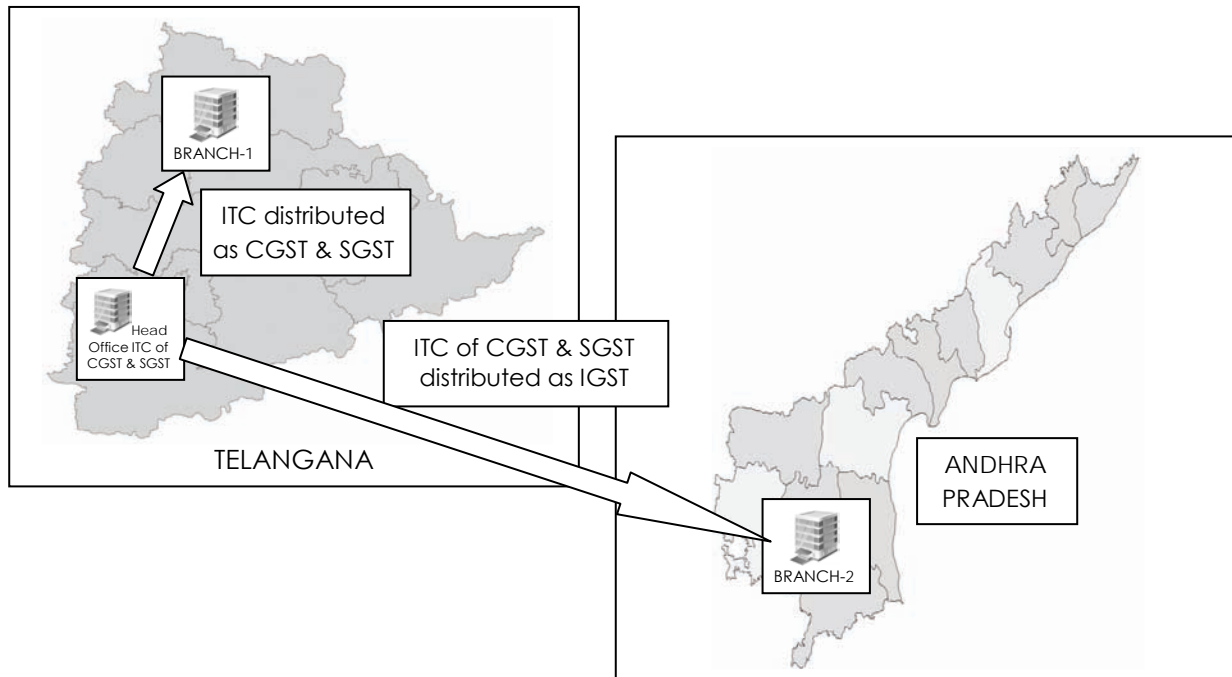 BRANCH-1
ITC distributed
as CGST & SGST
Head
Office ITC of
CGST & SGST
ITC of CGST & SGST
distributed as IGST
TELANGANA
ANDHRA
PRADESH
BRANCH-2